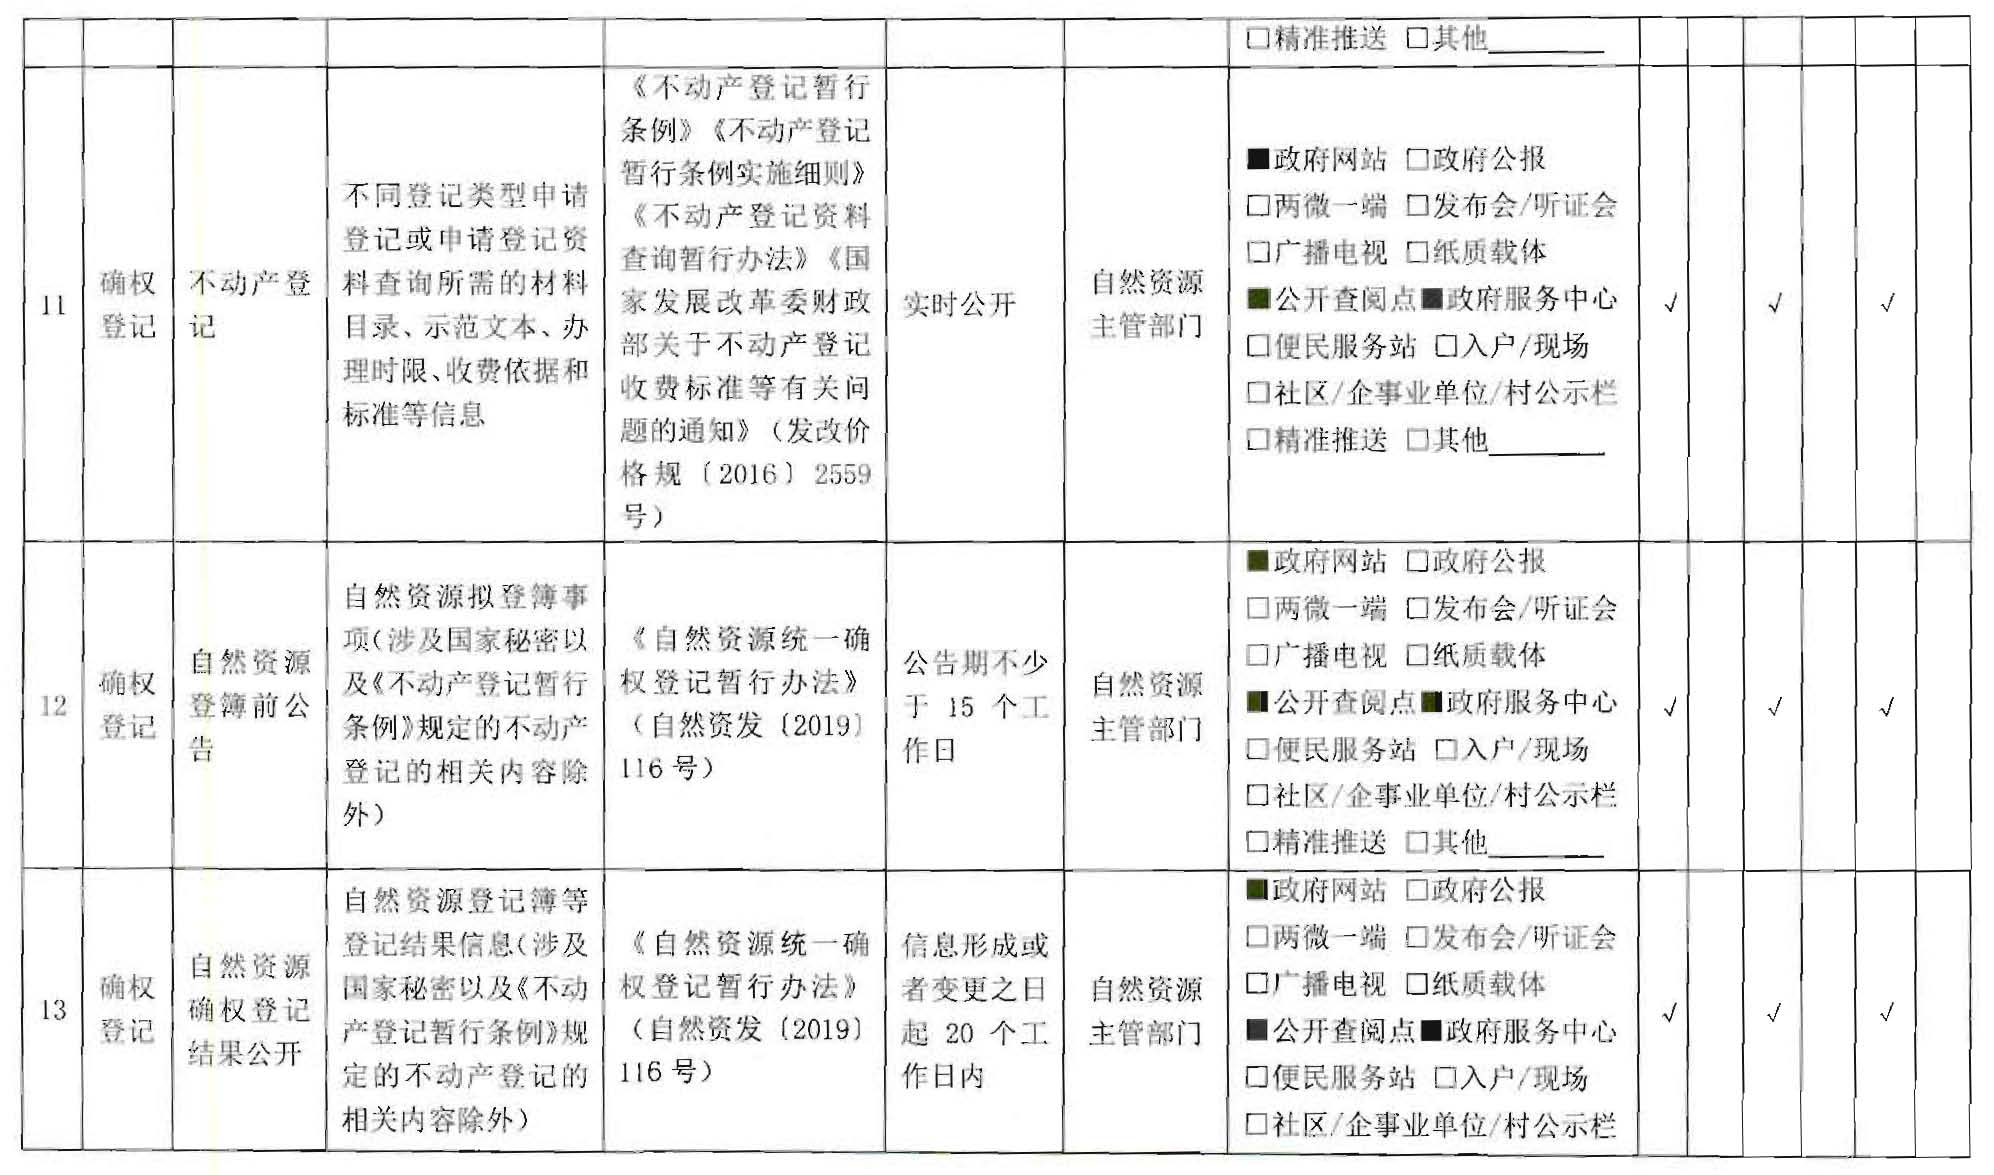 □精准推送 □其他________
11
确权
登记
不动产登
记
不同登记类型申请
登记或申请登记资
料查询所需的材料
目录、示范文本、办
理时限、收费依据和
标准等信息
《不动产登记暂行
条例》《不动产登记
暂行条例实施细则》
《不动产登记资料
查询暂行办法》《国
家发展改革委财政
部关于不动产登记
收费标准等有关问
题的通知》（发改价
格规〔2016〕2559
号）
实时公开
自然资源
主管部门
■政府网站 □政府公报
□两微一端 □发布会/听证会
□广播电视 □纸质载体
■公开查阅点■政府服务中心
□便民服务站 □入户/现场
□社区/企事业单位/村公示栏
□精准推送 □其他________
√ √ √
12
确权
登记
自然资源
登簿前公
告
自然资源拟登簿事
项（涉及国家秘密以
及《不动产登记暂行
条例》规定的不动产
登记的相关内容除
外）
《自然资源统一确
权登记暂行办法》
（自然资发〔2019〕
116号）
公告期不少
于 15 个工
作日
自然资源
主管部门
■政府网站 □政府公报
□两微一端 □发布会/听证会
□广播电视 □纸质载体
■公开查阅点■政府服务中心
□便民服务站 □入户/现场
□社区/企事业单位/村公示栏
□精准推送 □其他________
√ √ √
13
确权
登记
自然资源
确权登记
结果公开
自然资源登记簿等
登记结果信息（涉及
国家秘密以及《不动
产登记暂行条例》规
定的不动产登记的
相关内容除外）
《自然资源统一确
权登记暂行办法》
（自然资发〔2019〕
116号）
信息形成或
者变更之日
起 20 个工
作日内
自然资源
主管部门
■政府网站 □政府公报
□两微一端 □发布会/听证会
□广播电视 □纸质载体
■公开查阅点■政府服务中心
□便民服务站 □入户/现场
□社区/企事业单位/村公示栏
√ √ √